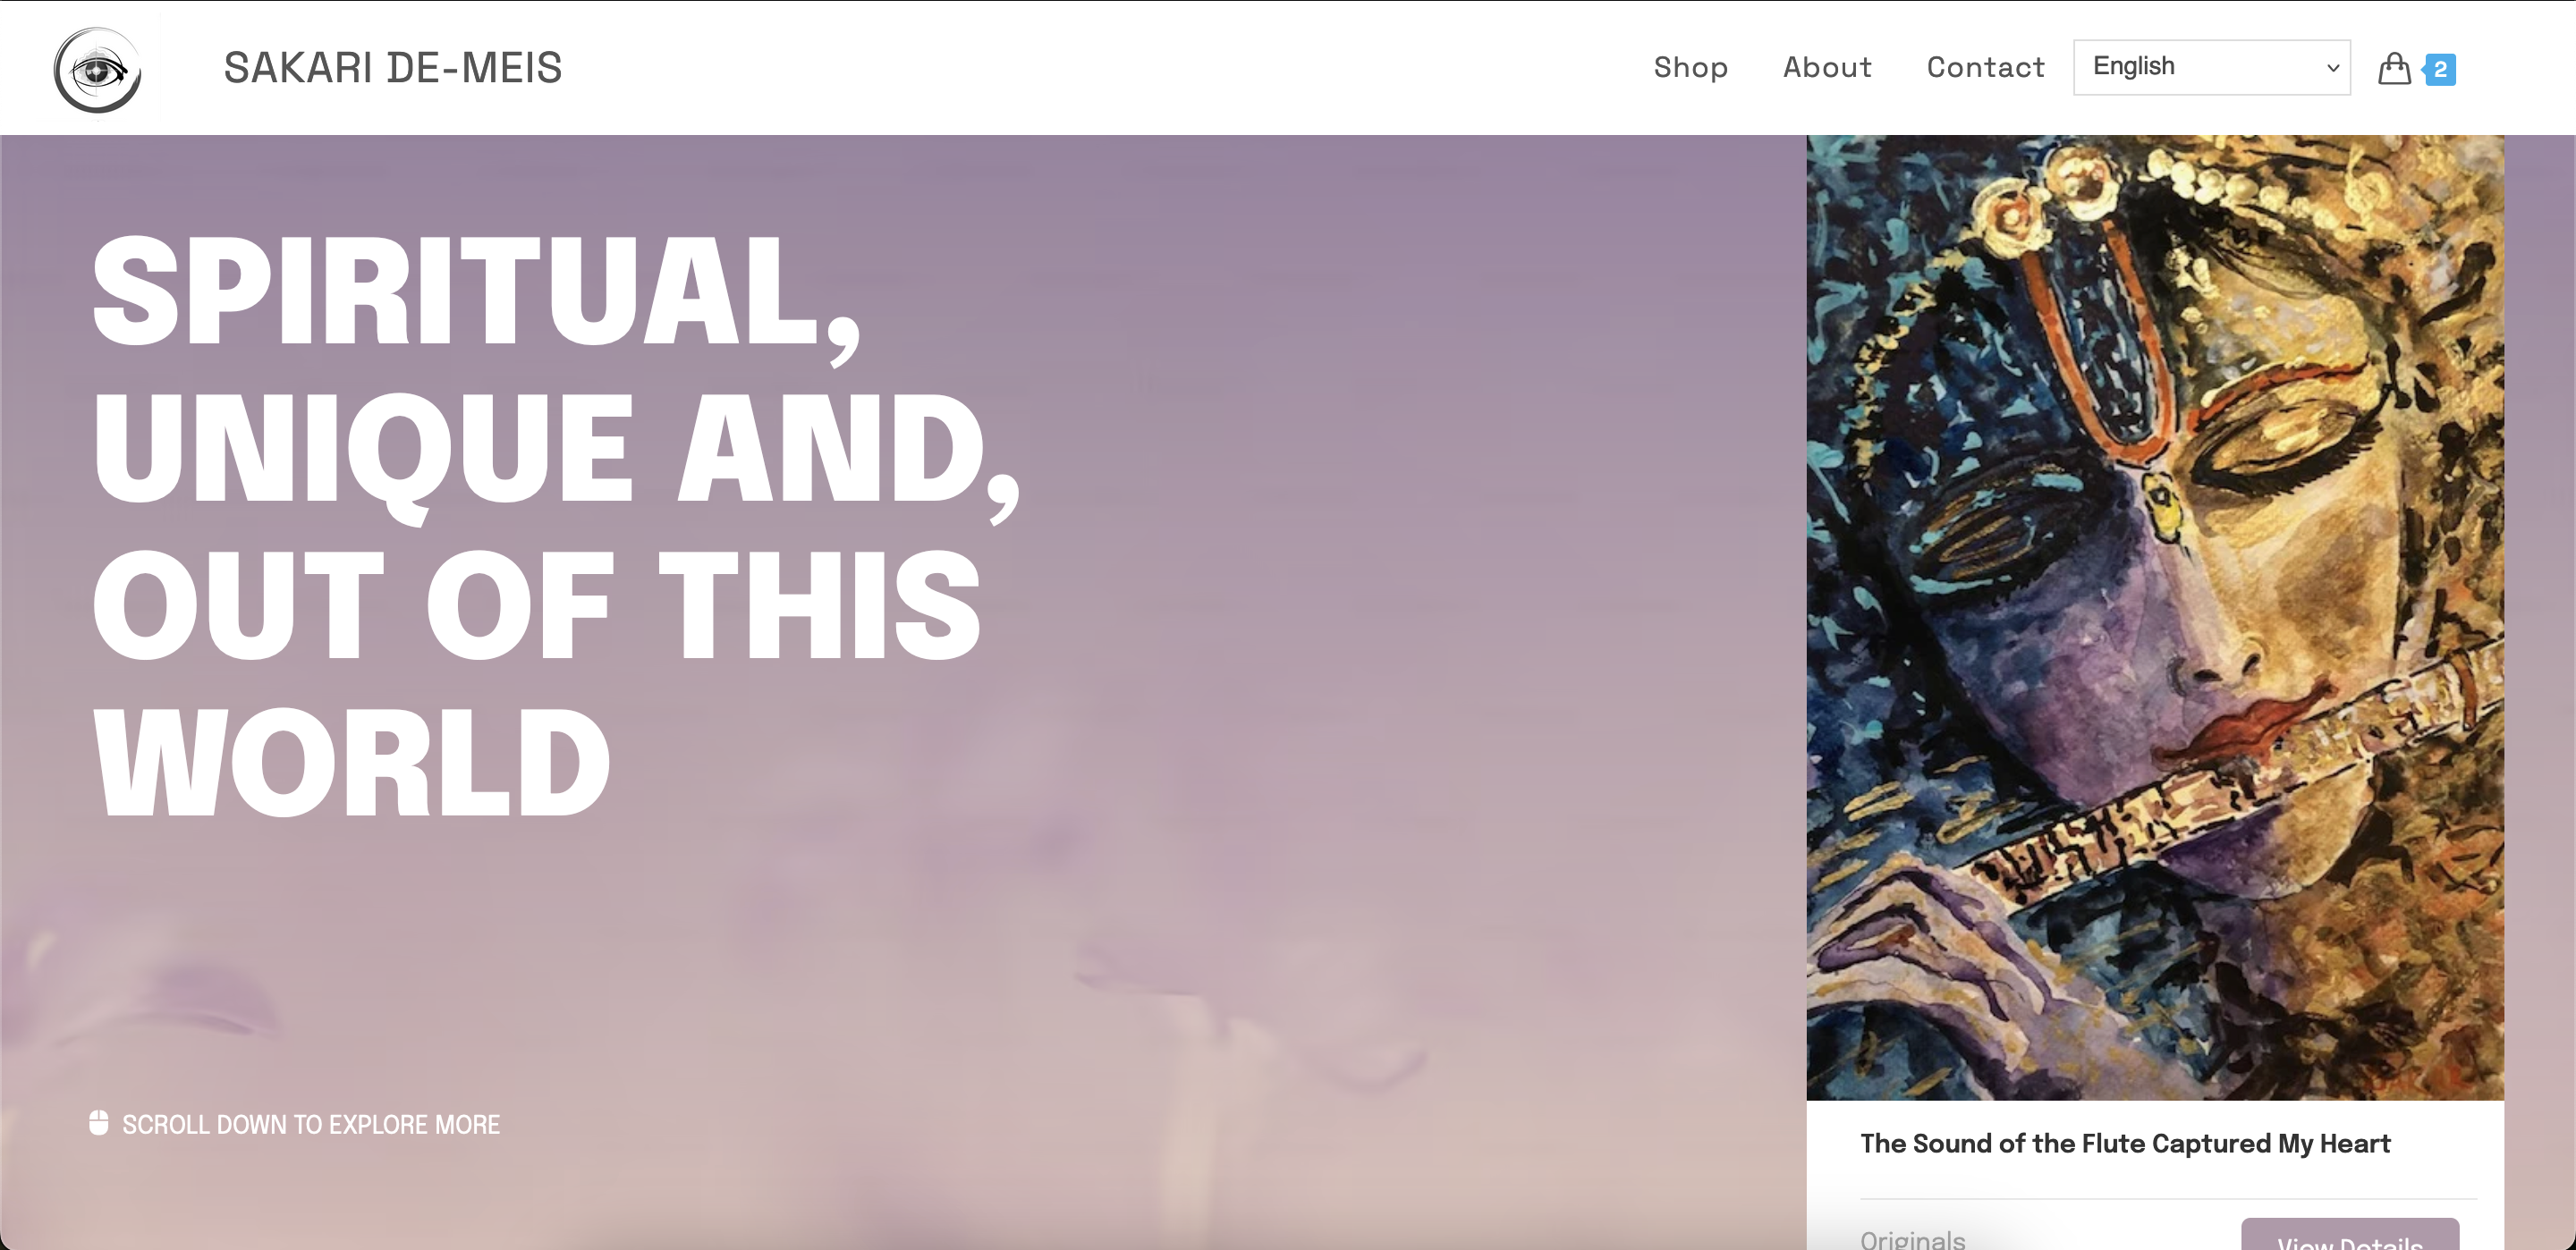 SAKARI DE-MEIS
Shop About Contact English 2
SPIRITUAL,
UNIQUE AND,
OUT OF THIS
WORLD
SCROLL DOWN TO EXPLORE MORE
The Sound of the Flute Captured My Heart
Originals
View Details